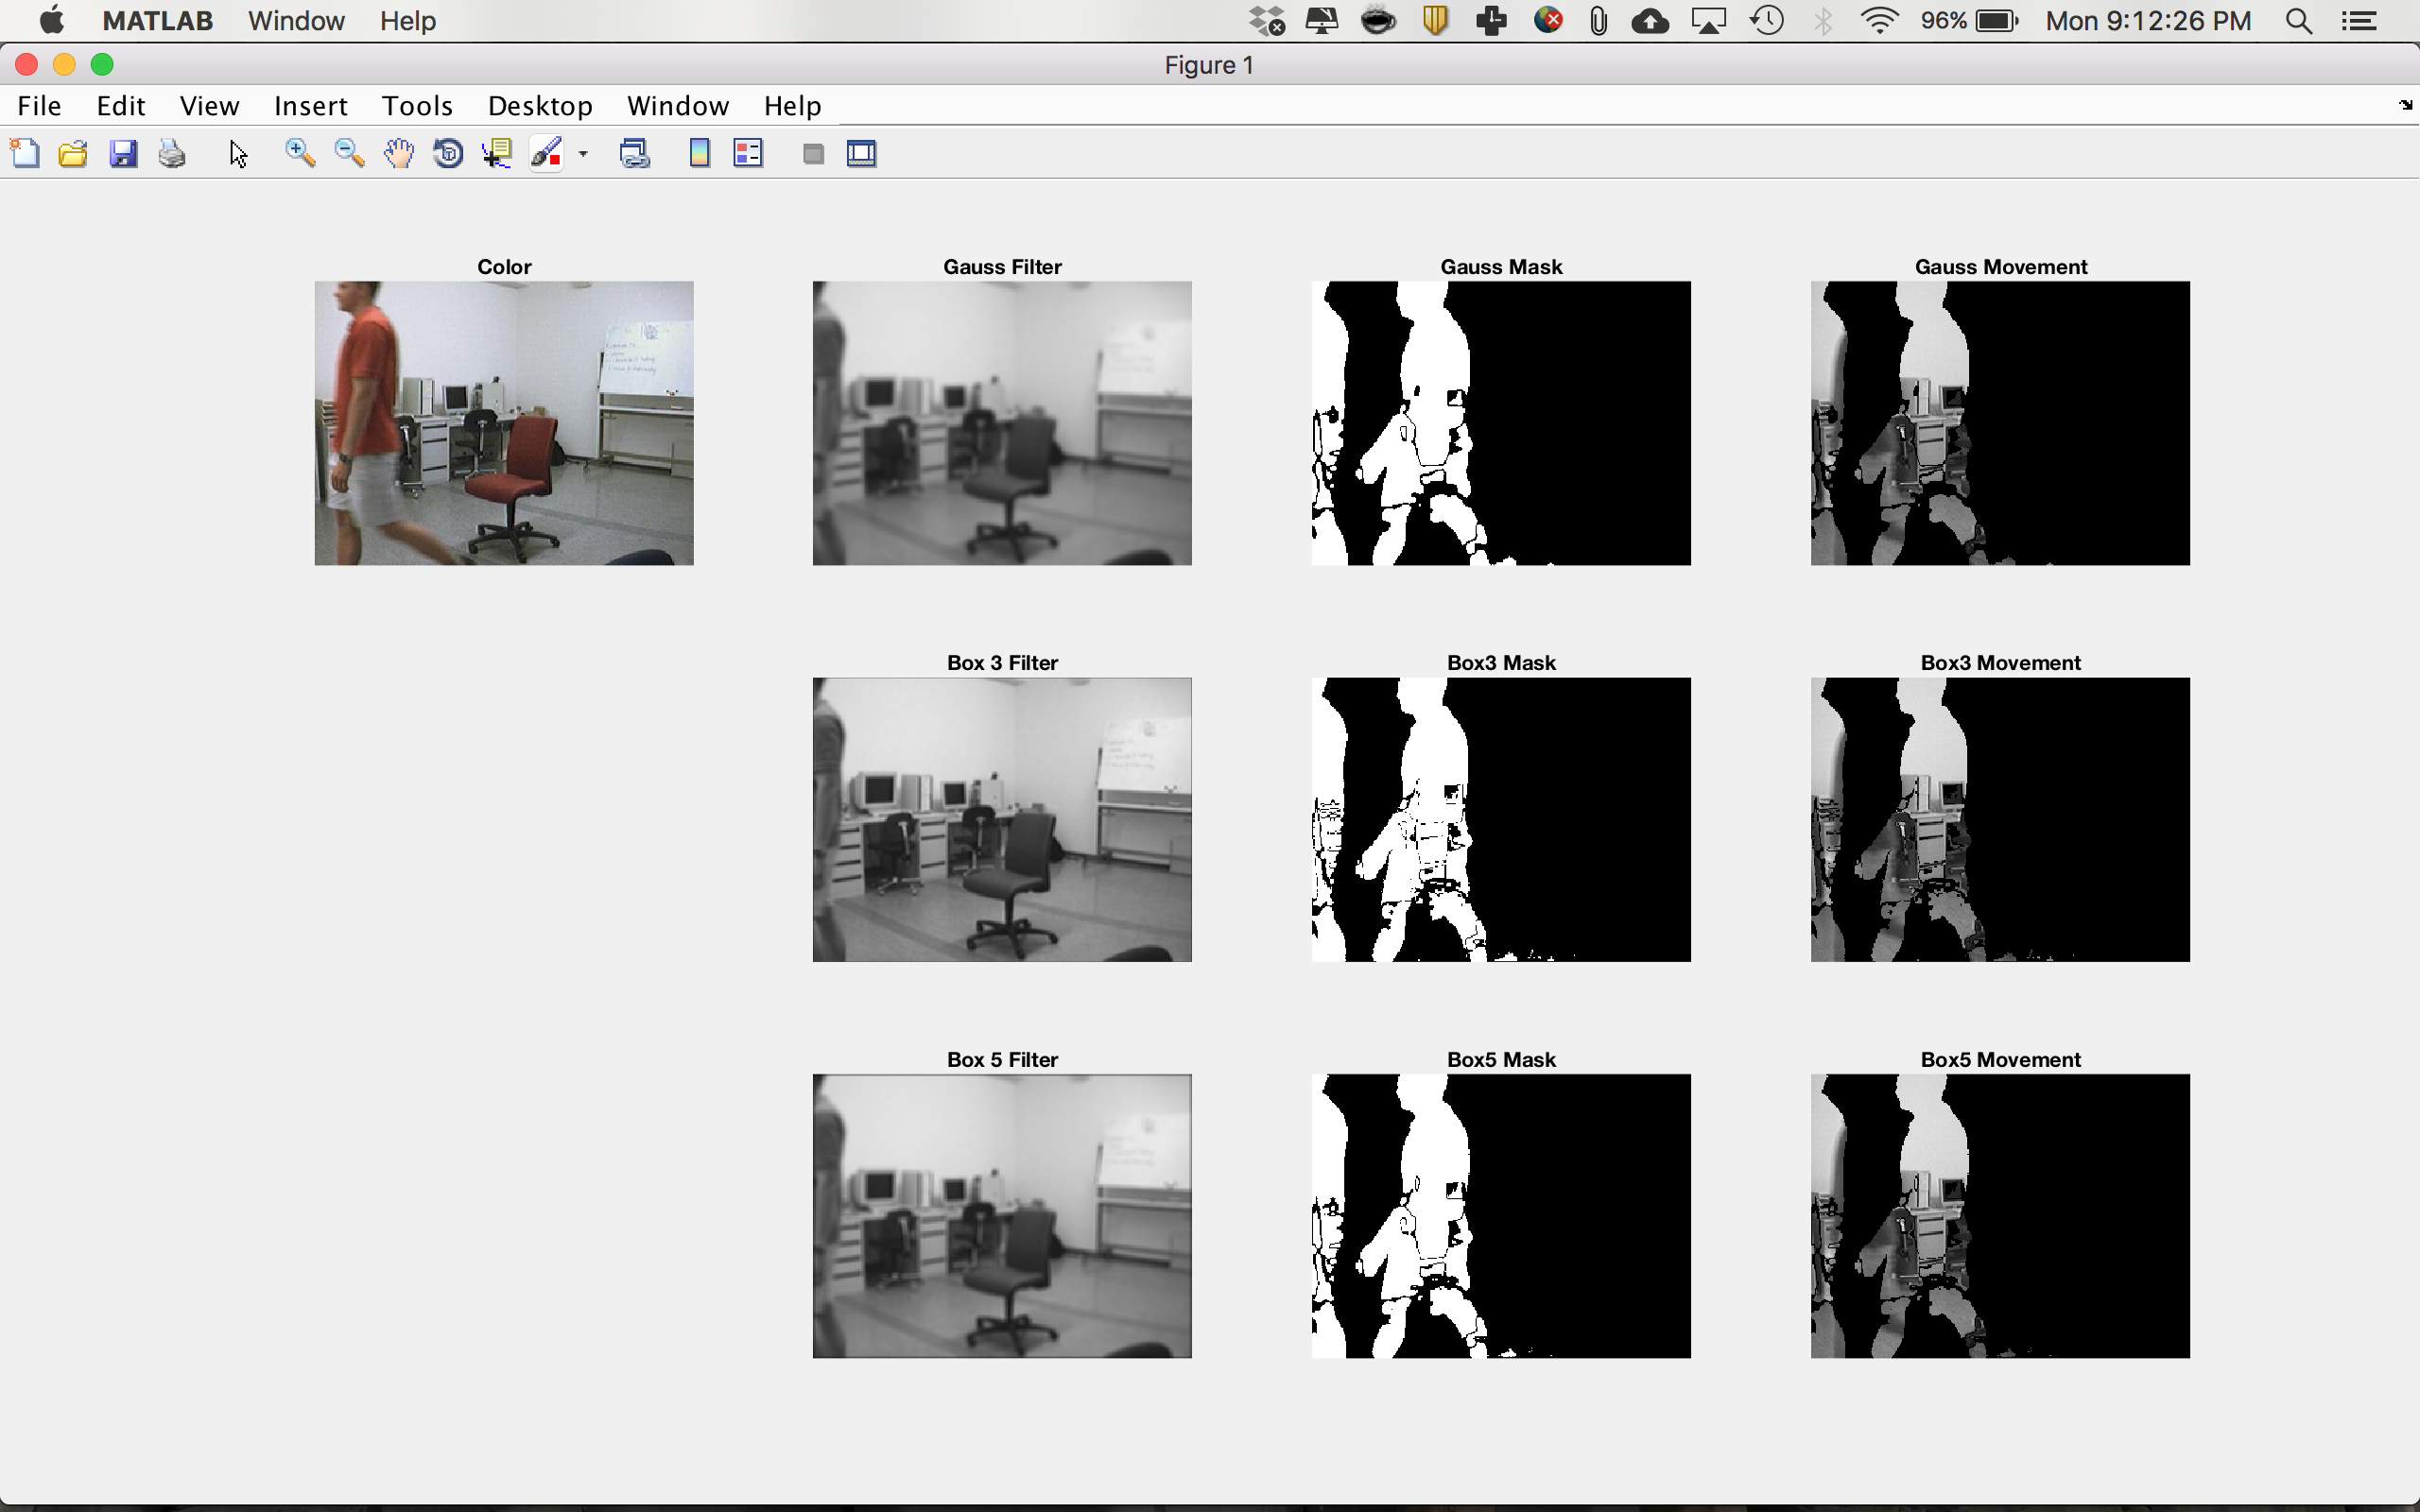 MATLAB Window Help 96% Mon 9:12:26 PM
Figure 1
File Edit View Insert Tools Desktop Window Help
Color Gauss Filter Gauss Mask Gauss Movement
Box 3 Filter Box3 Mask Box3 Movement
Box 5 Filter Box5 Mask Box5 Movement